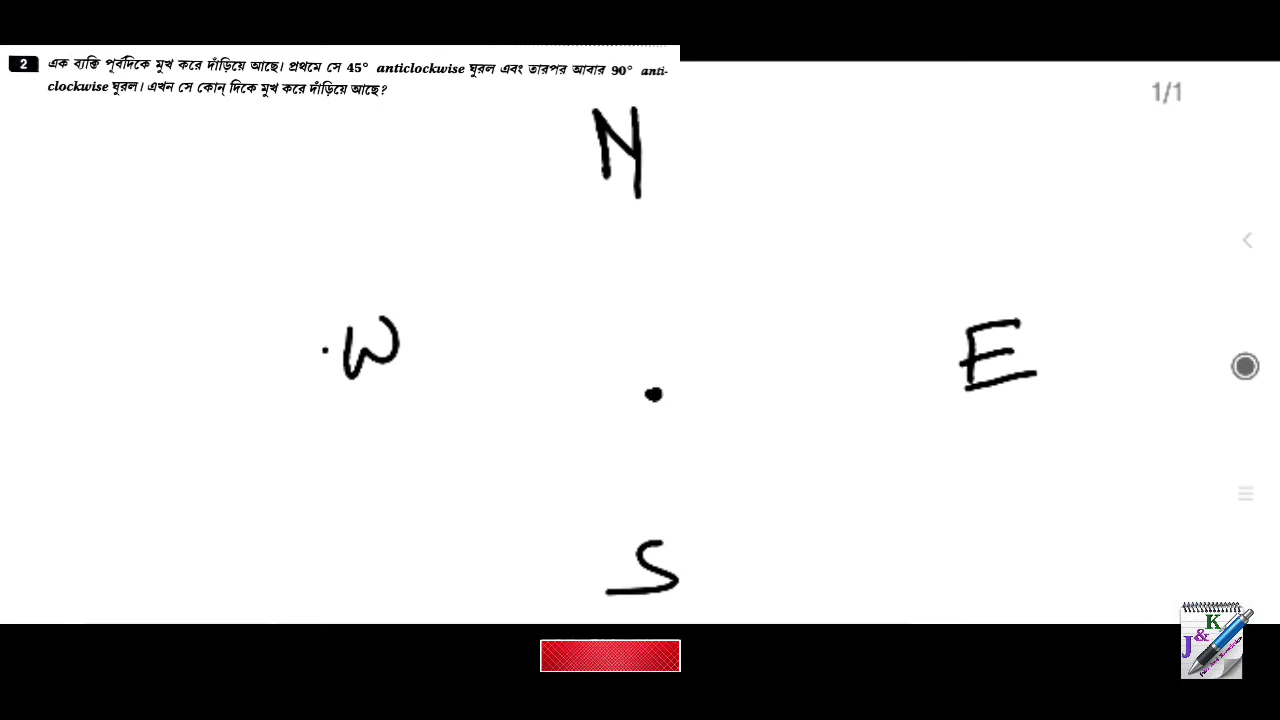 2 এক ব্যক্তি পূর্বদিকে মুখ করে দাঁড়িয়ে আছে। প্রথমে সে 45° anticlockwise ঘুরল এবং তারপর আবার 90° anti-
clockwise ঘুরল। এখন সে কোন্ দিকে মুখ করে দাঁড়িয়ে আছে?
1/1
N
W
E
S
J & K